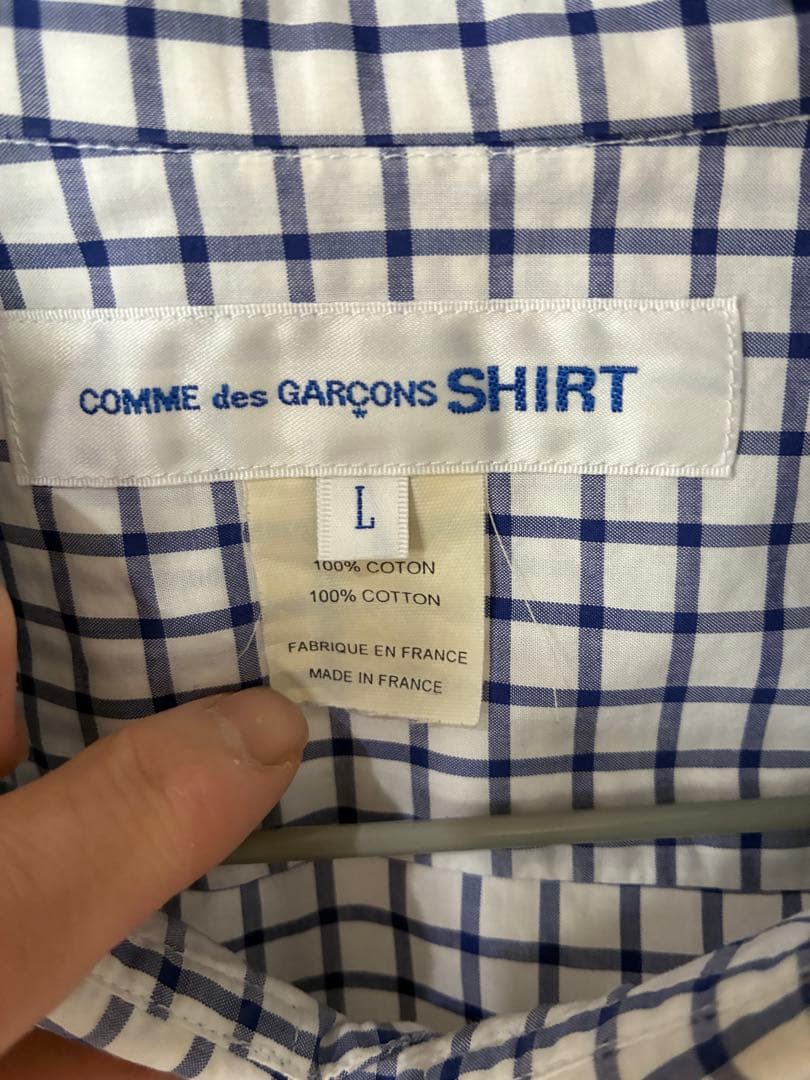 COMME des GARÇONS SHIRT
L
100% COTON
100% COTTON
FABRIQUE EN FRANCE
MADE IN FRANCE